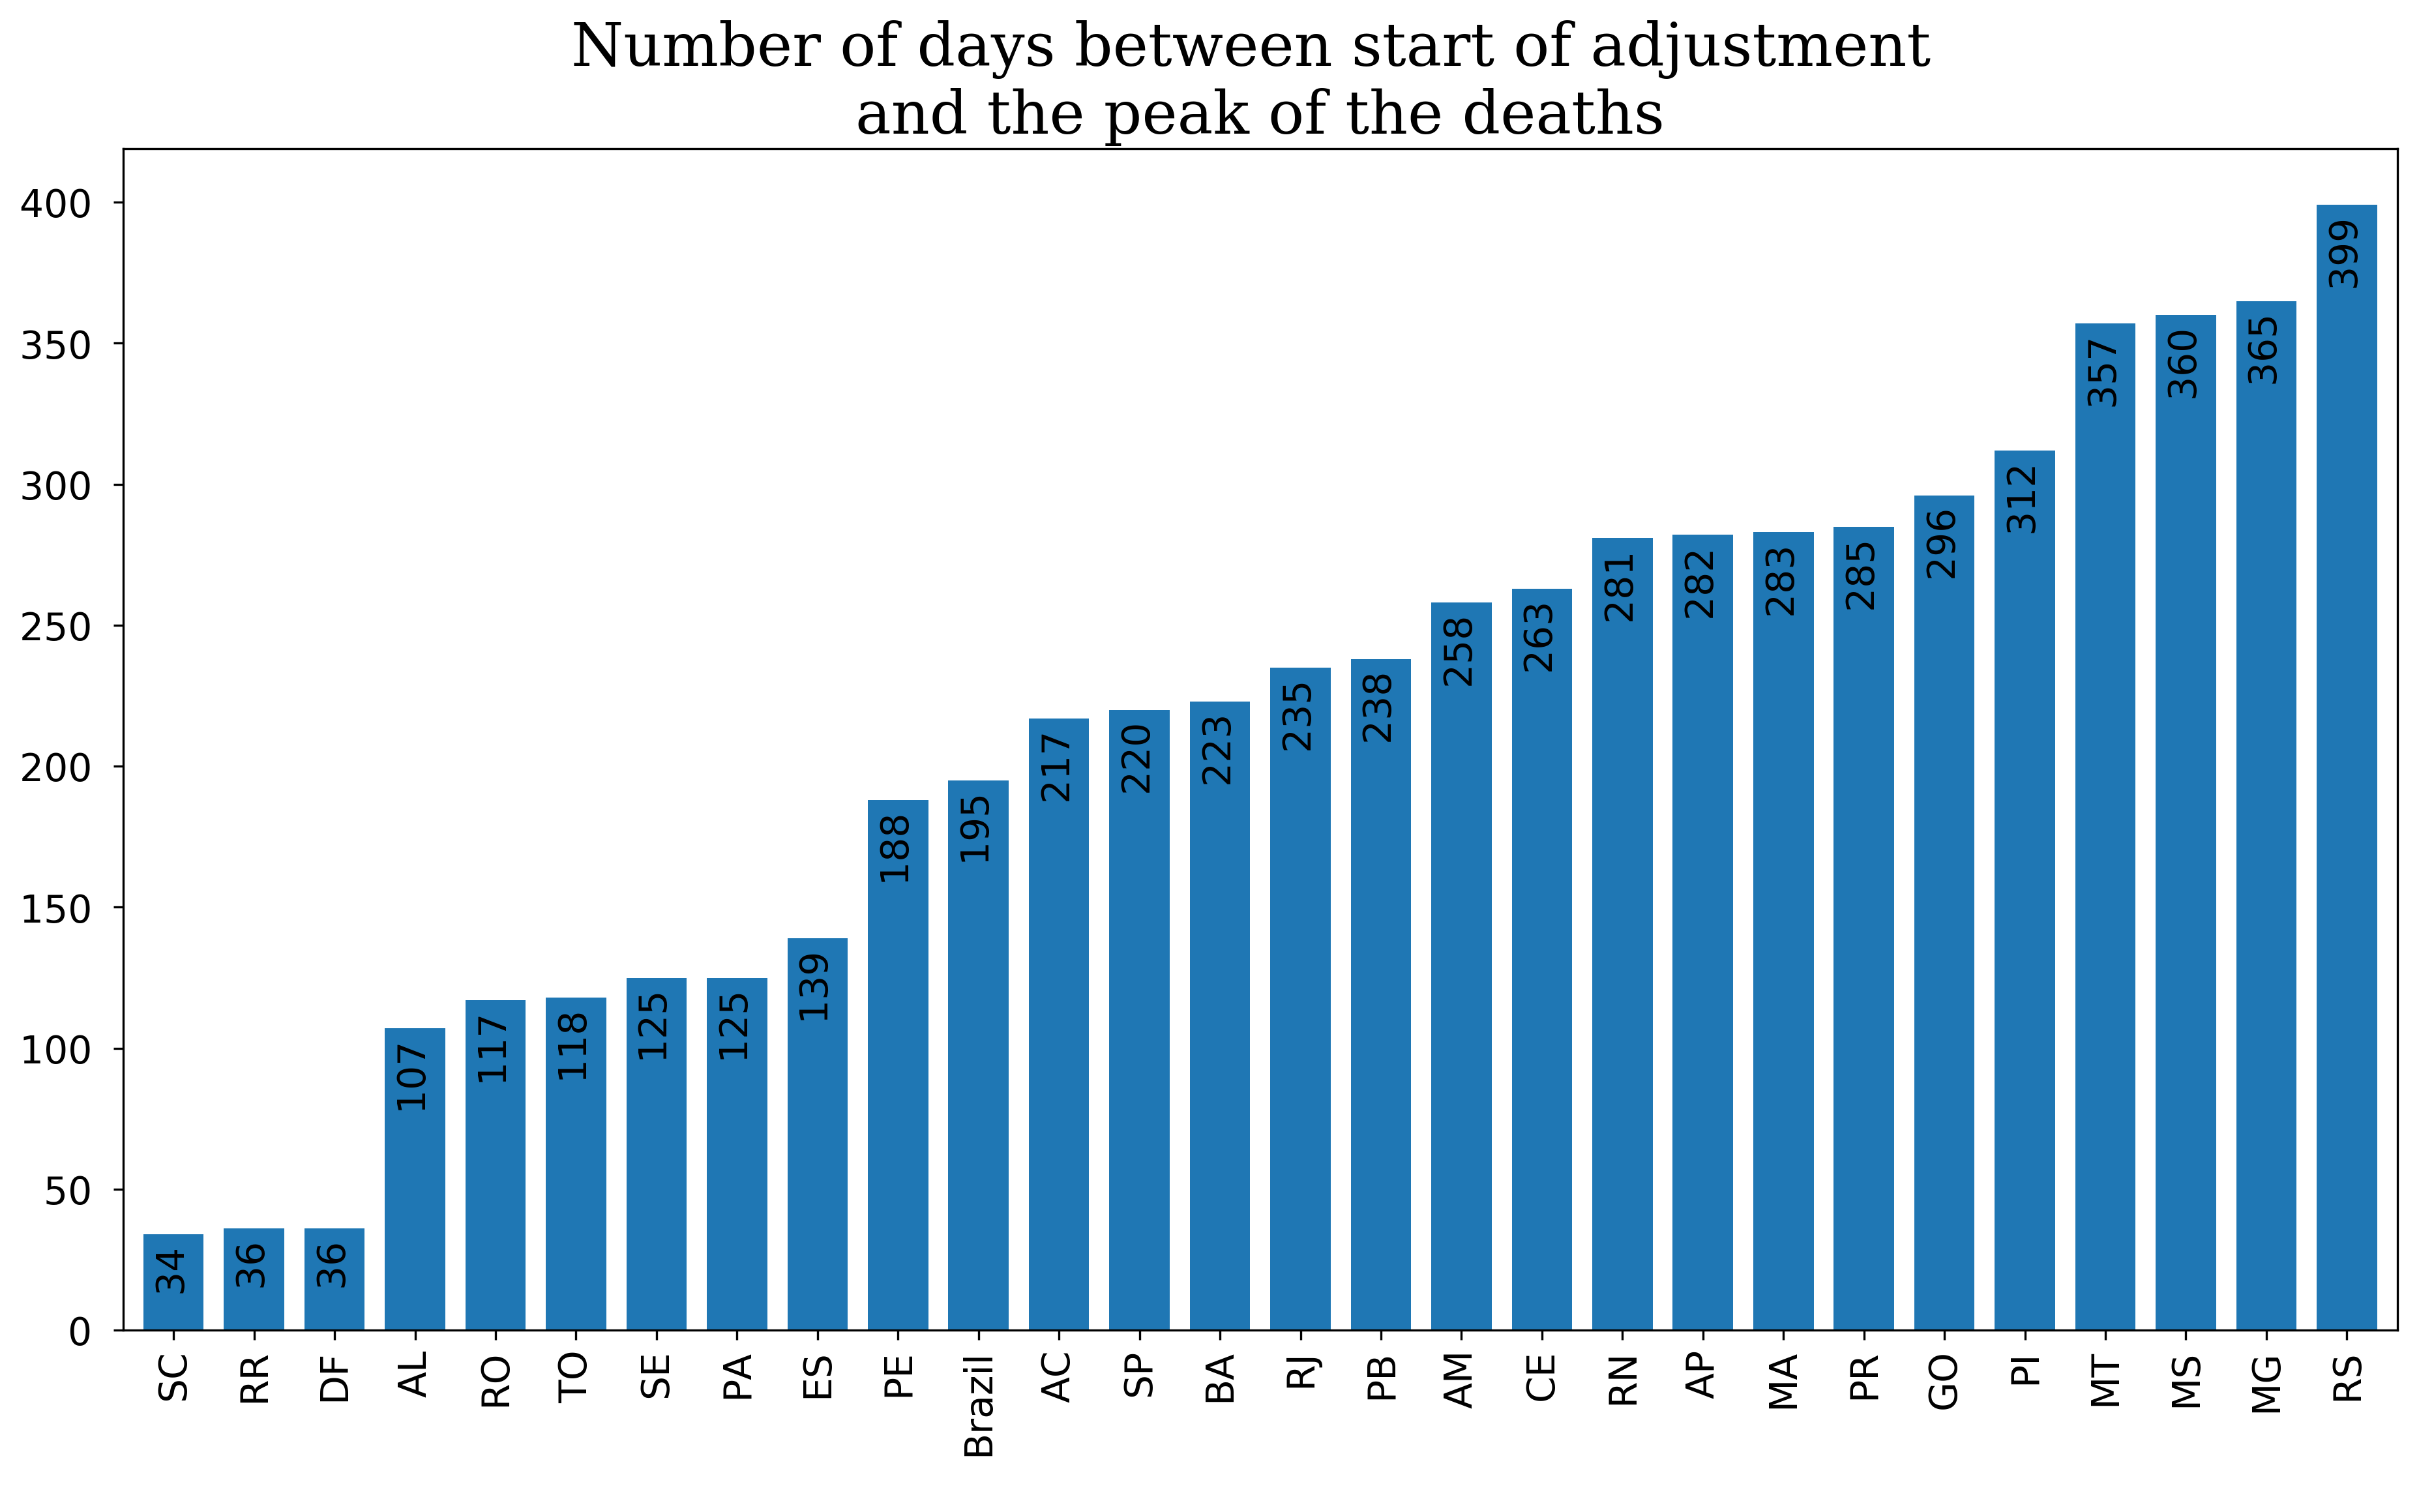 Number of days between start of adjustment
and the peak of the deaths
400
350
300
250
200
150
100
50
0
34
36
36
107
117
118
125
125
139
188
195
217
220
223
235
238
258
263
281
282
283
285
296
312
357
360
365
399
SC
RR
DF
AL
RO
TO
SE
PA
ES
PE
Brazil
AC
SP
BA
RJ
PB
AM
CE
RN
AP
MA
PR
GO
PI
MT
MS
MG
RS